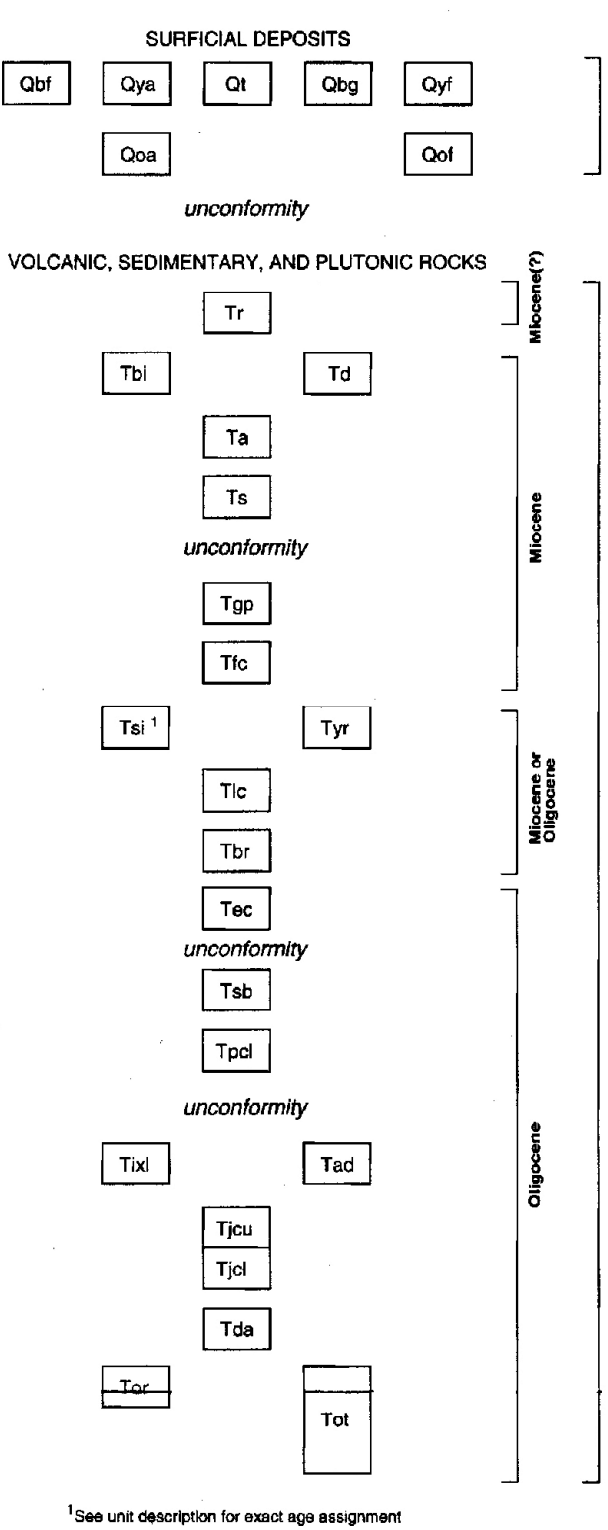 SURFICIAL DEPOSITS
Qbf Qya Qt Qbg Qyf
Qoa Qof
unconformity
VOLCANIC, SEDIMENTARY, AND PLUTONIC ROCKS
Miocene(?)
Tr
Tbi Td
Ta
Ts
Miocene
unconformity
Tgp
Tfc
Tsi 1 Tyr
Tlc
Miocene or
Oligocene
Tbr
Tec
unconformity
Tsb
Tpcl
unconformity
Tixl Tad
Oligocene
Tjcu
Tjcl
Tda
Tor
Tot
1See unit description for exact age assignment